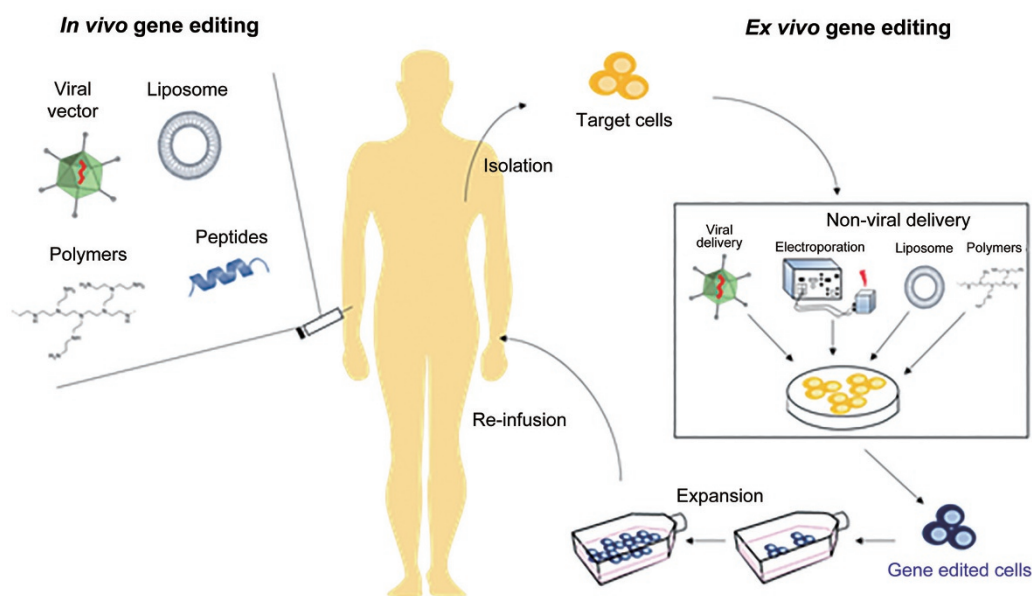 In vivo gene editing
Viral
vector
Liposome
Polymers
Peptides
Ex vivo gene editing
Target cells
Isolation
Non-viral delivery
Viral
delivery
Electroporation
Liposome
Polymers
Re-infusion
Expansion
Gene edited cells